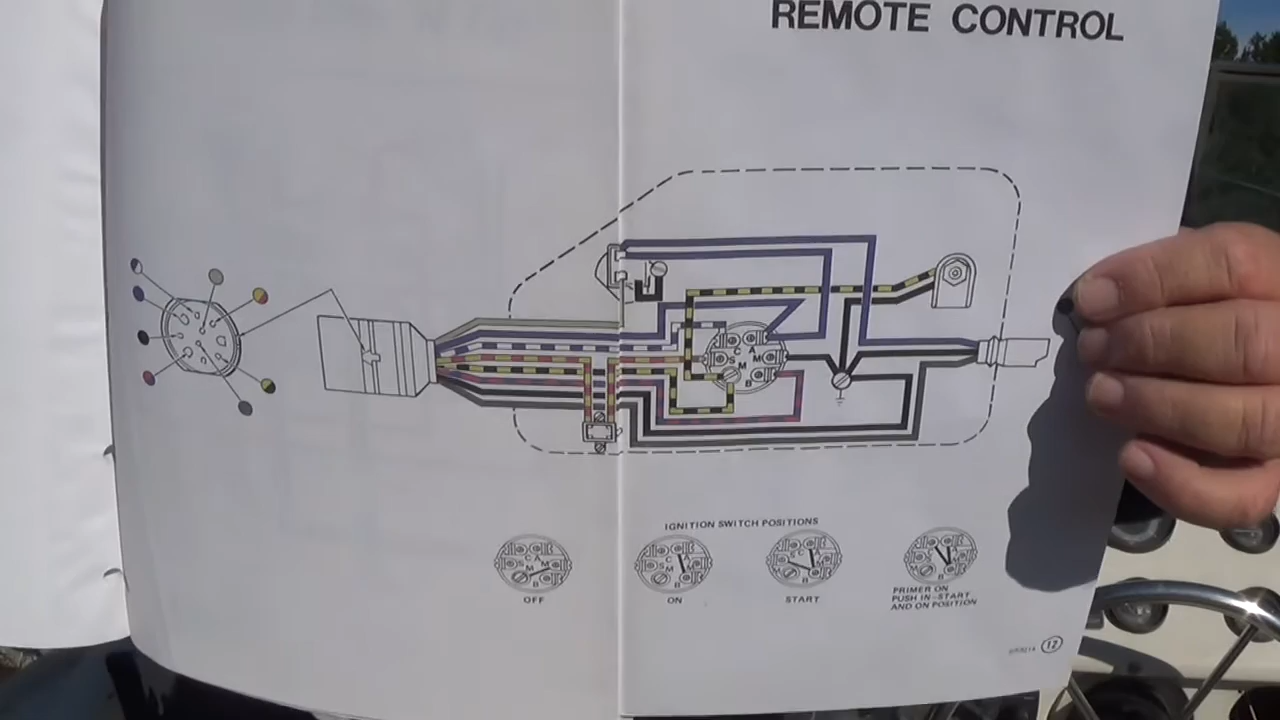 REMOTE CONTROL
C A
S M
M
B
IGNITION SWITCH POSITIONS
OFF
ON
START
PRIMER ON
PUSH IN-START
AND ON POSITION
12